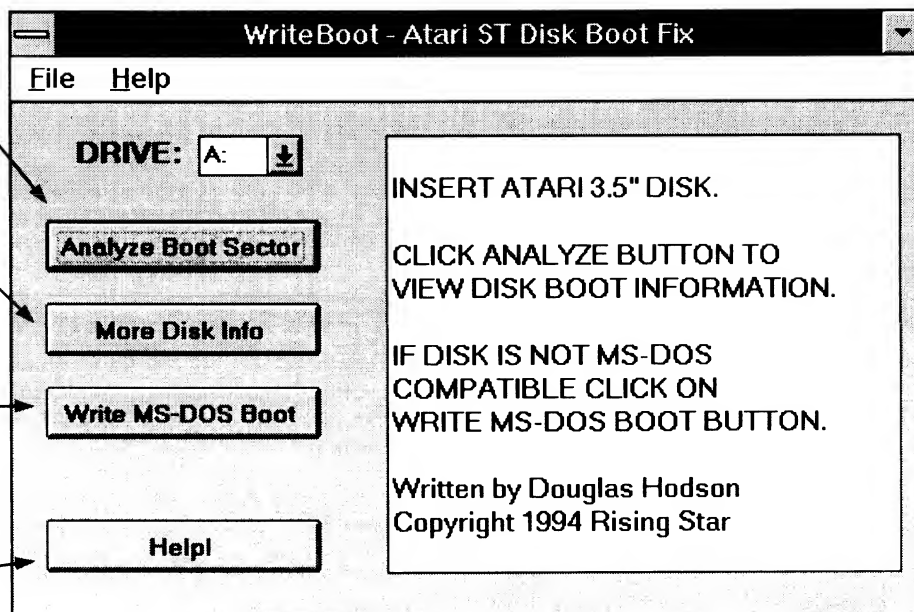 WriteBoot - Atari ST Disk Boot Fix
File Help
DRIVE: A:
Analyze Boot Sector
More Disk Info
Write MS-DOS Boot
Help!
INSERT ATARI 3.5" DISK.
CLICK ANALYZE BUTTON TO
VIEW DISK BOOT INFORMATION.
IF DISK IS NOT MS-DOS
COMPATIBLE CLICK ON
WRITE MS-DOS BOOT BUTTON.
Written by Douglas Hodson
Copyright 1994 Rising Star